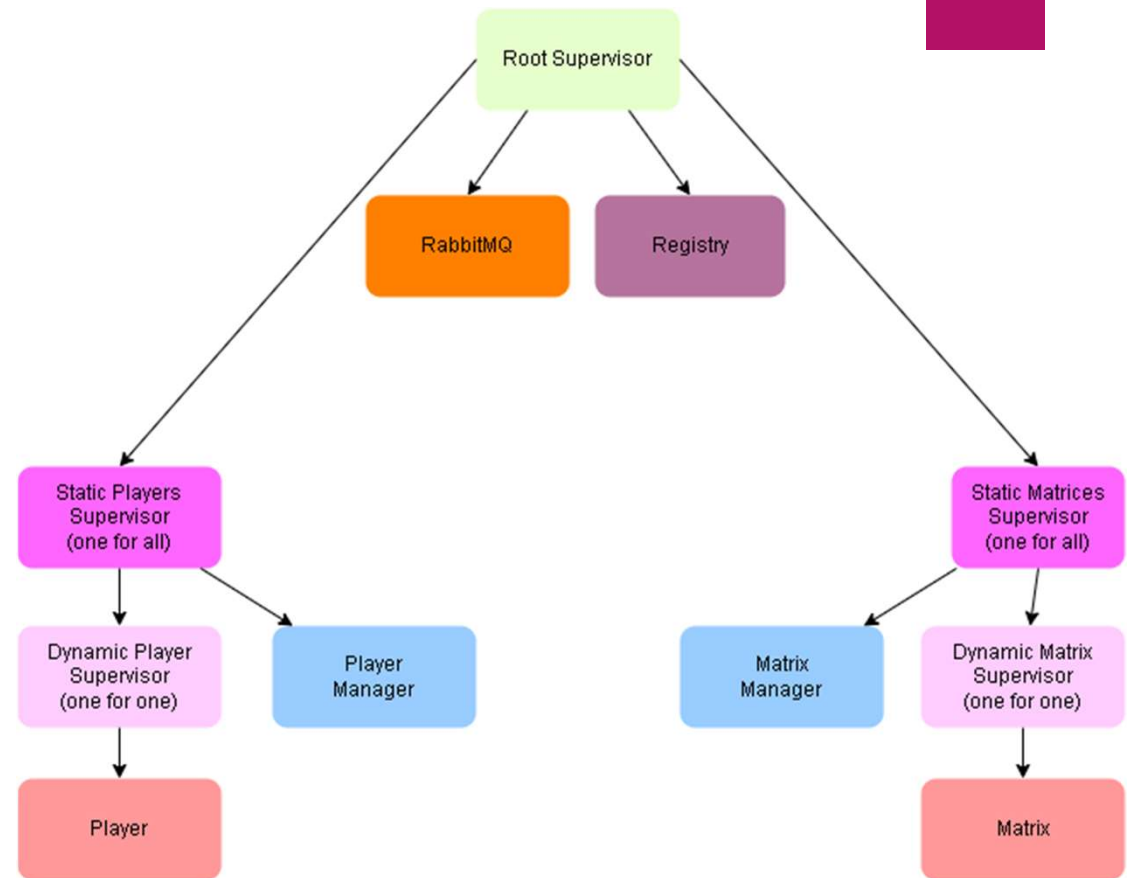 Root Supervisor
RabbitMQ
Registry
Static Players
Supervisor
(one for all)
Static Matrices
Supervisor
(one for all)
Dynamic Player
Supervisor
(one for one)
Player
Manager
Matrix
Manager
Dynamic Matrix
Supervisor
(one for one)
Player
Matrix